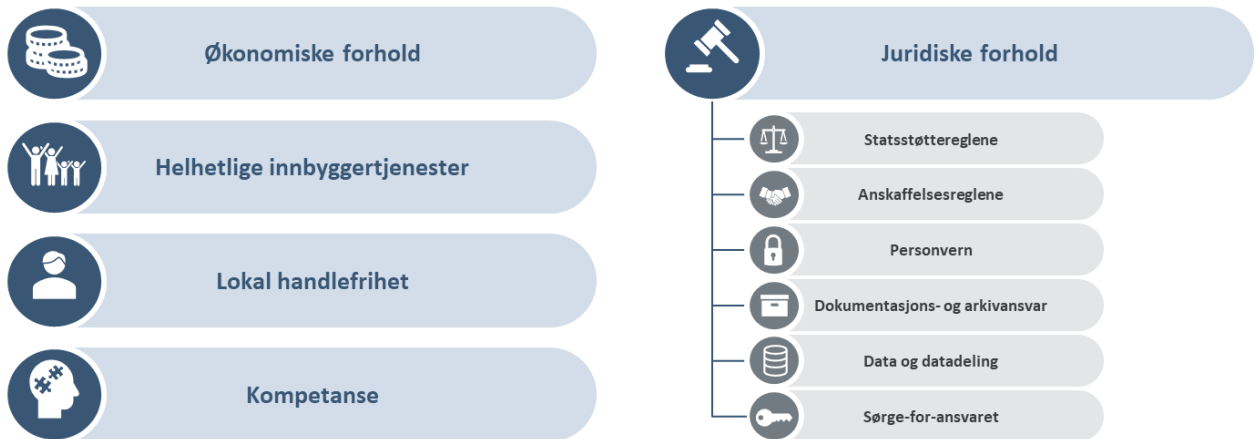 Økonomiske forhold
Helhetlige innbyggertjenester
Lokal handlefrihet
Kompetanse
Juridiske forhold
Statsstøttereglene
Anskaffelsesreglene
Personvern
Dokumentasjons- og arkivansvar
Data og datadeling
Sørge-for-ansvaret